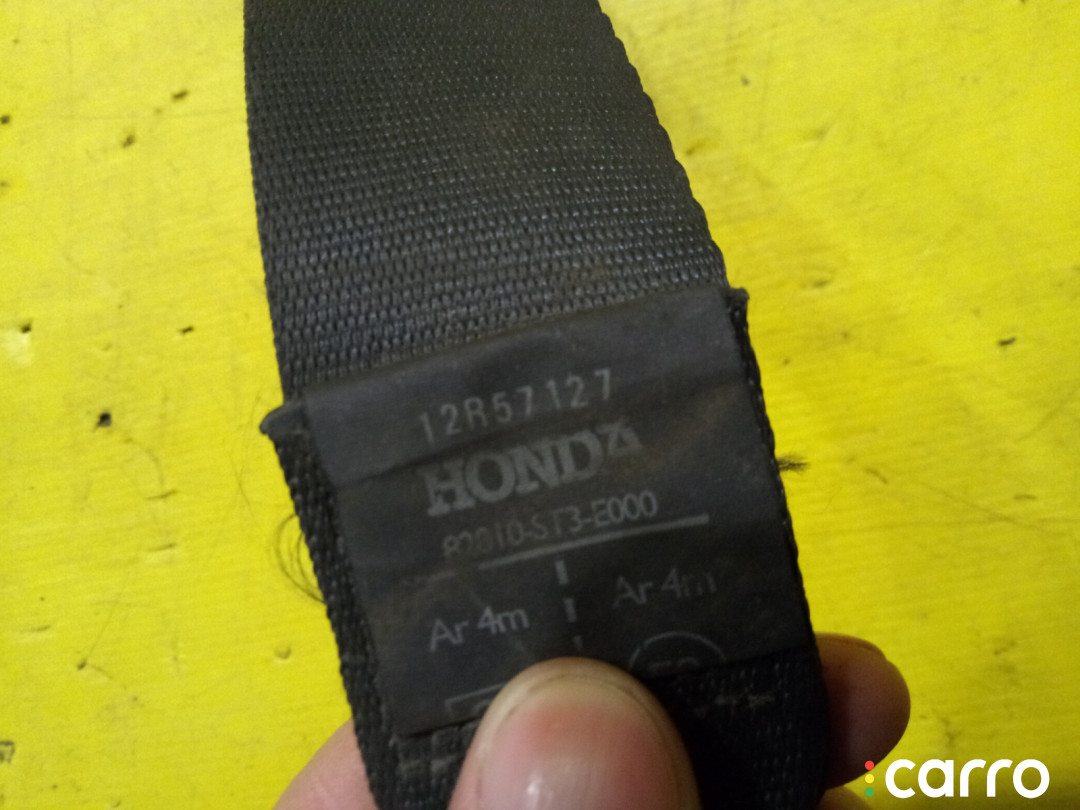 12R57127
HONDA
82810-ST3-E000
Ar 4m Ar 4m
carro